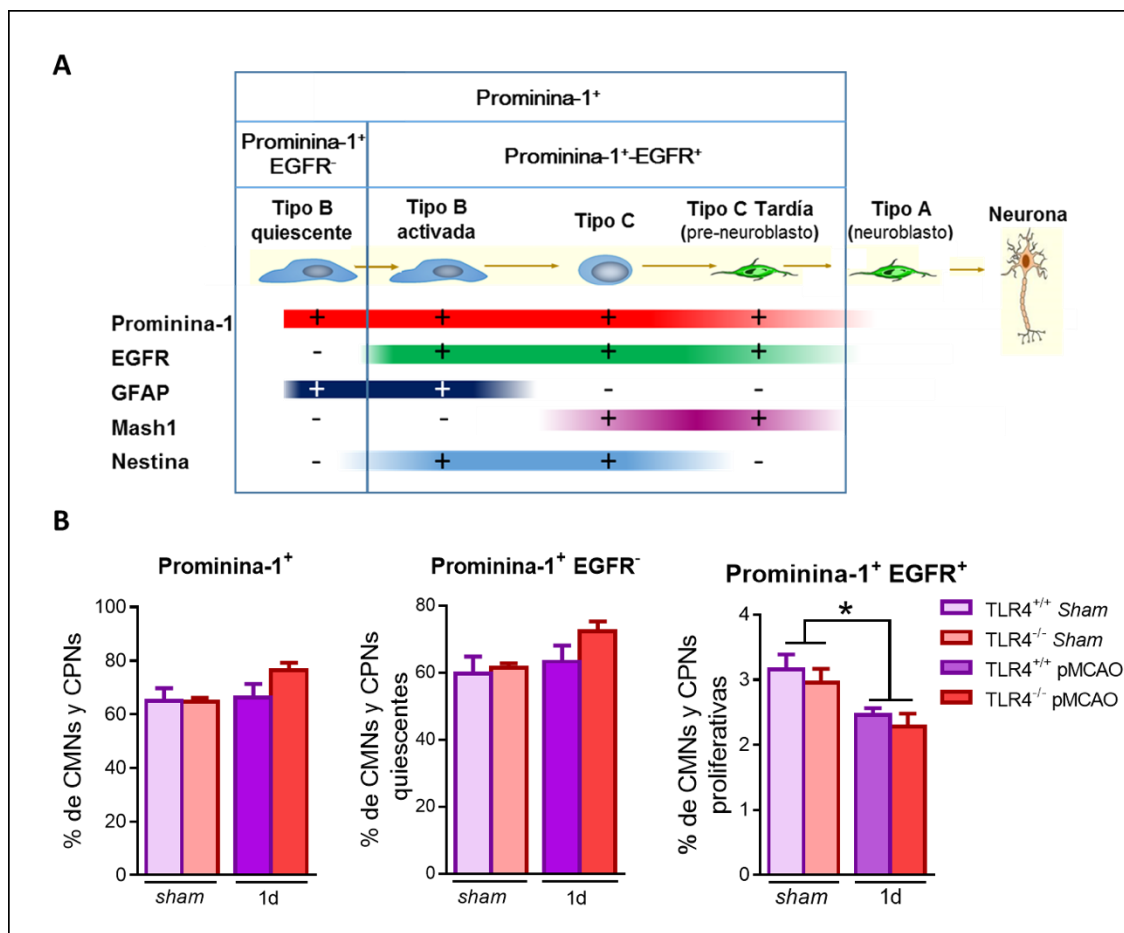 A
Prominina-1⁺
Prominina-1⁺
EGFR⁻
Prominina-1⁺-EGFR⁺
Tipo B
quiescente
Tipo B
activada
Tipo C
Tipo C Tardía
(pre-neuroblasto)
Tipo A
(neuroblasto)
Neurona
Prominina-1 + + + +
EGFR - + + +
GFAP + + - -
Mash1 - - + +
Nestina - + + -
B
Prominina-1⁺
% de CMNs y CPNs
100
80
60
40
20
0
sham 1d
Prominina-1⁺ EGFR⁻
% de CMNs y CPNs
quiescentes
80
60
40
20
0
sham 1d
Prominina-1⁺ EGFR⁺
% de CMNs y CPNs
proliferativas
4
3
2
1
0
*
sham 1d
TLR4⁺/⁺ Sham
TLR4⁻/⁻ Sham
TLR4⁺/⁺ pMCAO
TLR4⁻/⁻ pMCAO